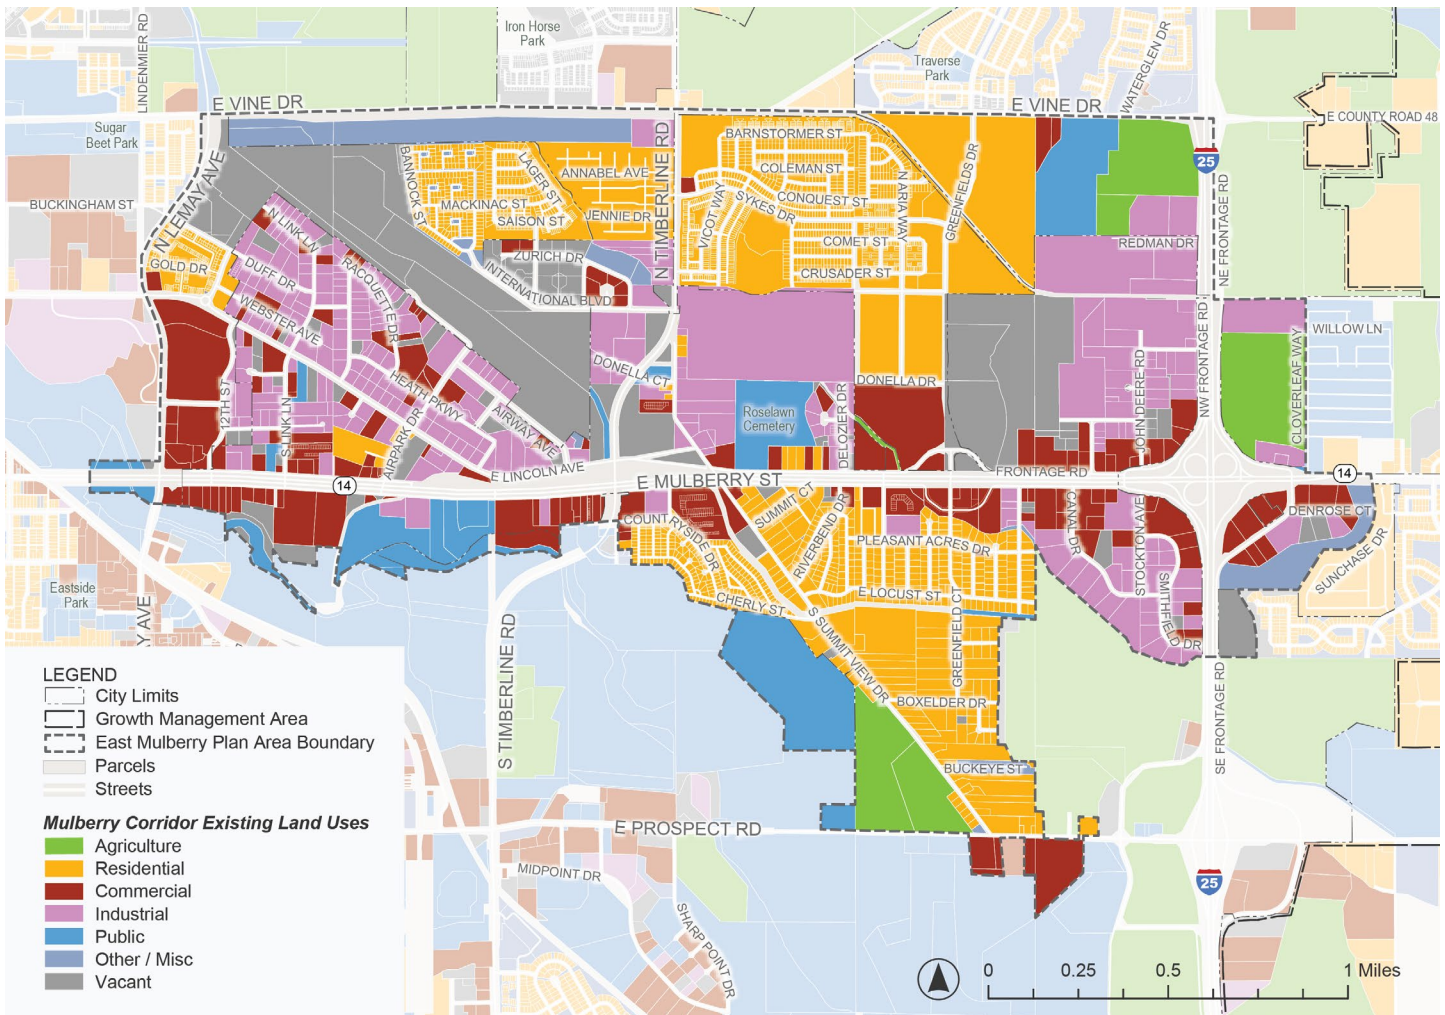 LINDENMIER RD
Iron Horse
Park
Traverse
Park
WATERGLEN DR
E VINE DR
E VINE DR
E COUNTY ROAD 48
Sugar
Beet Park
BARNSTORMER ST
25
COLEMAN ST
ANNABEL AVE
LAGER ST
BANNOCK ST
N TIMBERLINE RD
N LEMAY AVE
BUCKINGHAM ST
MACKINAC ST
SAISON ST
JENNIE DR
VICOT WAY
SYKES DR
CONQUEST ST
N ARIA WAY
GREENFIELDS DR
N LINK LN
COMET ST
REDMAN DR
NE FRONTAGE RD
GOLD DR
DUFF DR
RACQUETTE DR
ZURICH DR
INTERNATIONAL BLVD
CRUSADER ST
WEBSTER AVE
NW FRONTAGE RD
WILLOW LN
CLOVERLEAF WAY
DONELLA CT
DONELLA DR
JOHN DEERE RD
12TH ST
HEATH PKWY
S LINK LN
AIRPARK DR
AIRWAY AVE
Roselawn
Cemetery
DELOZIER DR
E LINCOLN AVE
FRONTAGE RD
14
E MULBERRY ST
14
SUMMIT CT
RIVERBEND DR
COUNTRYSIDE DR
PLEASANT ACRES DR
CANAL DR
STOCKTON AVE
DENROSE CT
SUNCHASE DR
Eastside
Park
CHERLY ST
E LOCUST ST
GREENFIELD CT
SMITHFIELD DR
S TIMBERLINE RD
S SUMMIT VIEW DR
BOXELDER DR
SE FRONTAGE RD
BUCKEYE ST
E PROSPECT RD
MIDPOINT DR
SHARP POINT DR
25
LEGEND
City Limits
Growth Management Area
East Mulberry Plan Area Boundary
Parcels
Streets
Mulberry Corridor Existing Land Uses
Agriculture
Residential
Commercial
Industrial
Public
Other / Misc
Vacant
0 0.25 0.5 1 Miles